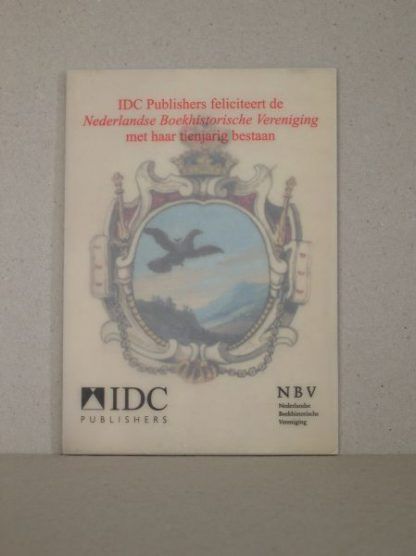 IDC Publishers feliciteert de
Nederlandse Boekhistorische Vereniging
met haar tienjarig bestaan
IDC
PUBLISHERS
NBV
Nederlandse
Boekhistorische
Vereniging